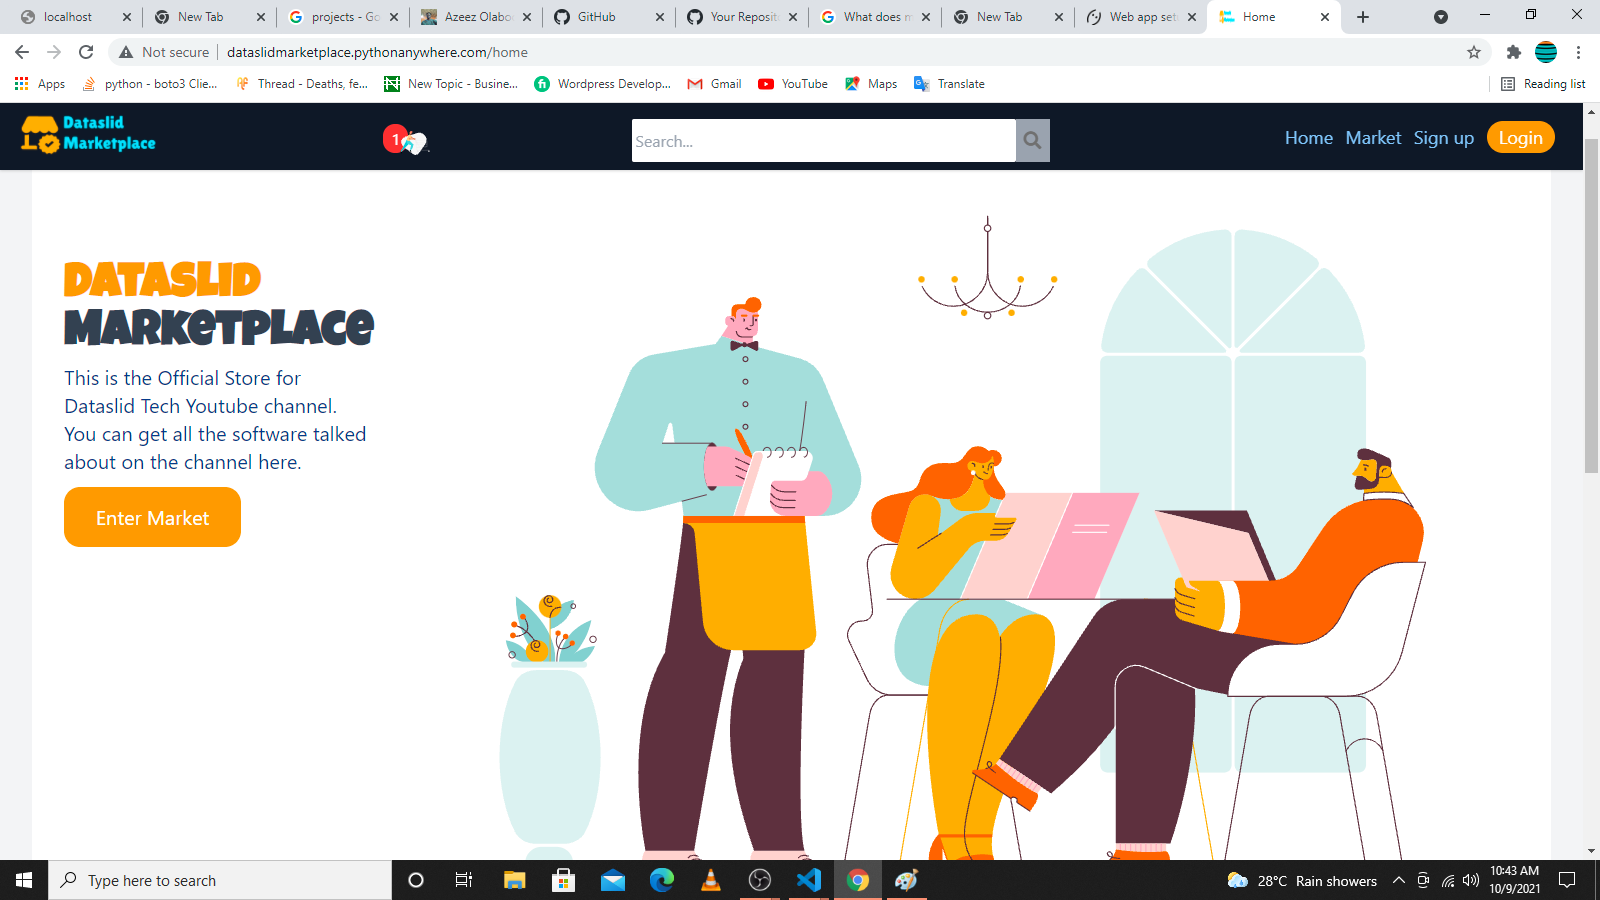 localhost
New Tab
projects - Go
Azeez Olabo
GitHub
Your Reposit
What does m
New Tab
Web app set
Home
Not secure
dataslidmarketplace.pythonanywhere.com/home
Apps
python - boto3 Clie...
Thread - Deaths, fe...
New Topic - Busine...
Wordpress Develop...
Gmail
YouTube
Maps
Translate
Reading list
Dataslid
Marketplace
1
Search...
Home
Market
Sign up
Login
DATASLID
MARKETPLACE
This is the Official Store for
Dataslid Tech Youtube channel.
You can get all the software talked
about on the channel here.
Enter Market
Type here to search
28°C Rain showers
10:43 AM
10/9/2021